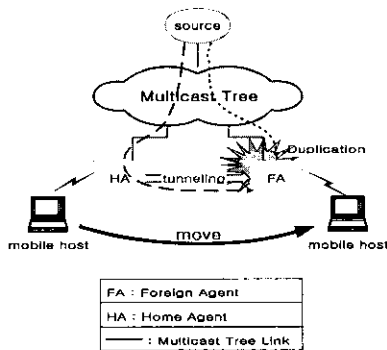 source
Multicast Tree
Duplication
HA
tunneling
FA
mobile host
move
mobile host
FA : Foreign Agent
HA : Home Agent
: Multicast Tree Link